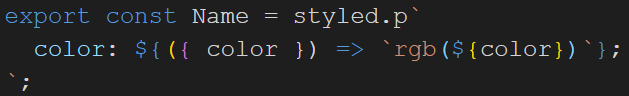 export const Name = styled.p`
  color: ${({ color }) => `rgb(${color})`};
`;